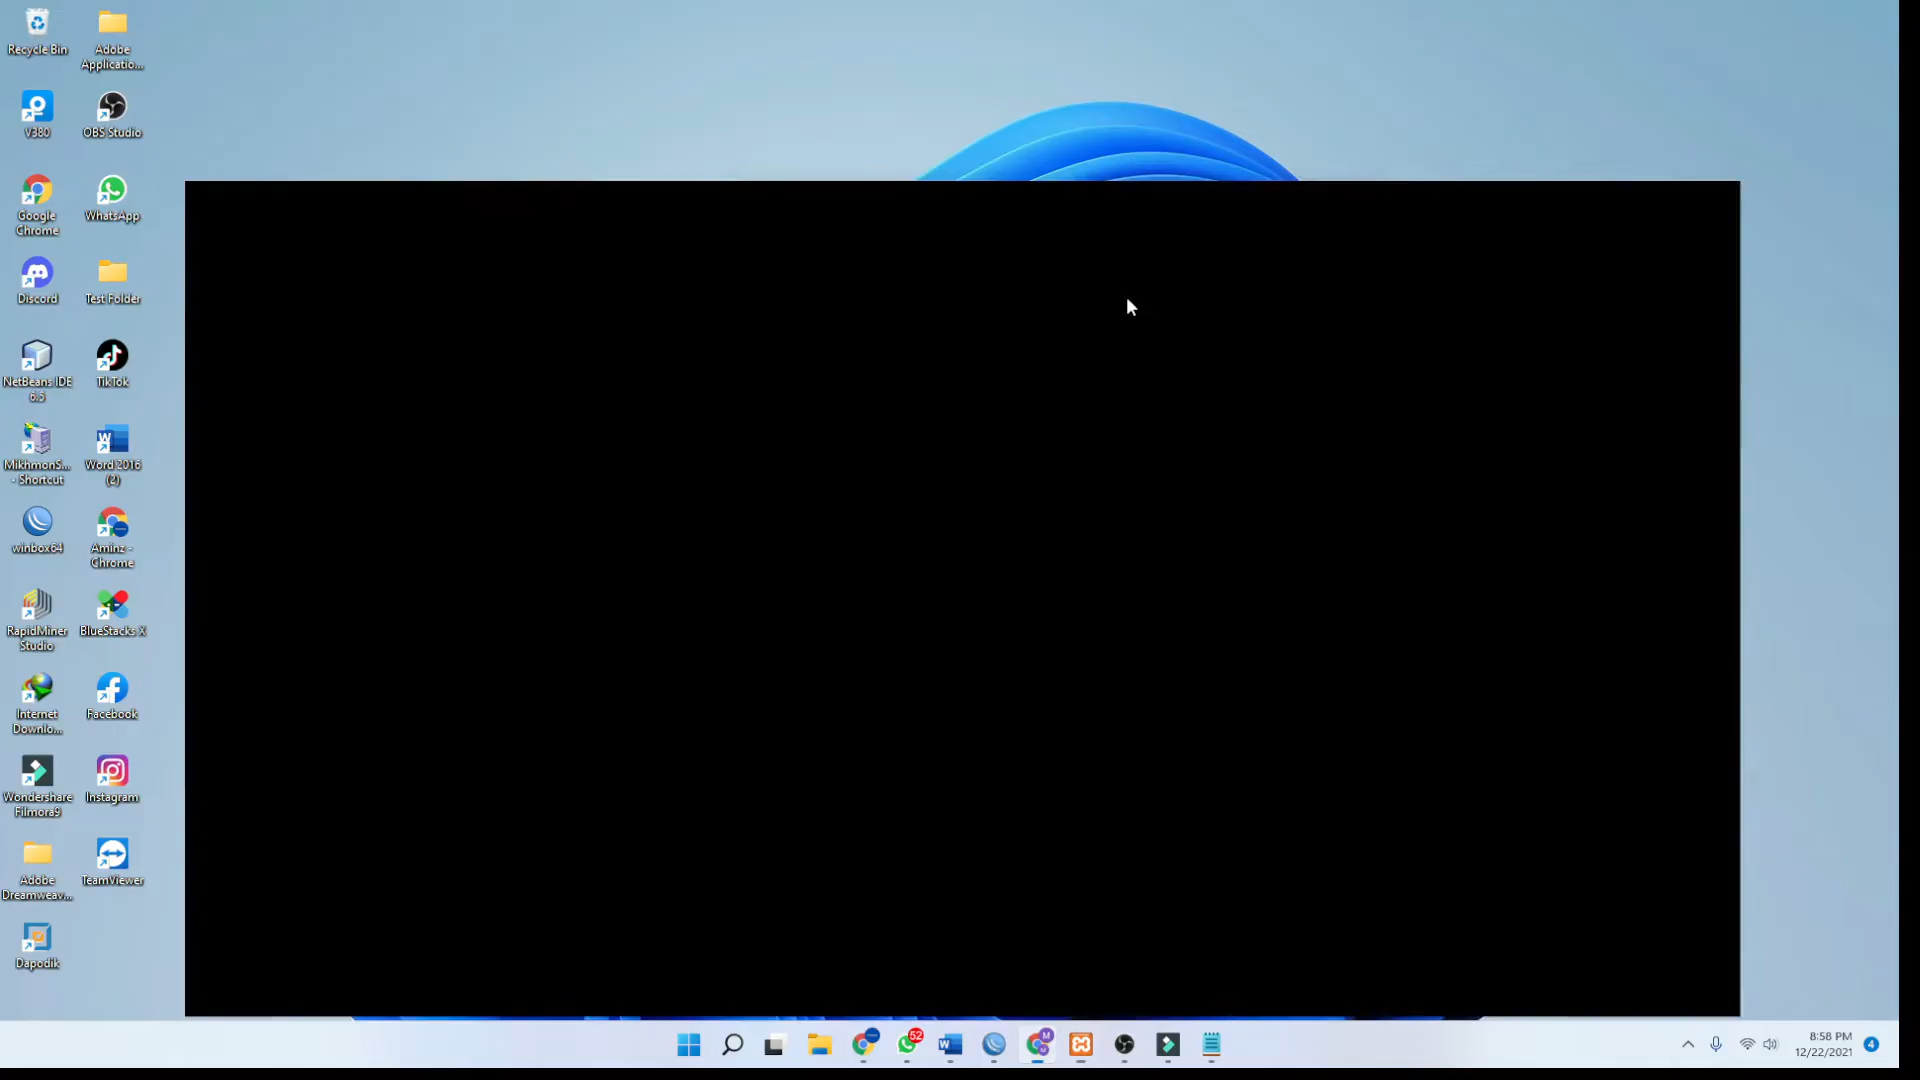 Recycle Bin
Adobe
Applicatio...
V380
OBS Studio
Google
Chrome
WhatsApp
Discord
Test Folder
NetBeans IDE
6.5
TikTok
MikhmonS...
- Shortcut
Word 2016
(2)
winbox64
Aminz -
Chrome
RapidMiner
Studio
BlueStacks X
Internet
Downlo...
Facebook
Wondershare
Filmora9
Instagram
Adobe
Dreamweav...
TeamViewer
Dapodik
52
M
8:58 PM
12/22/2021
4